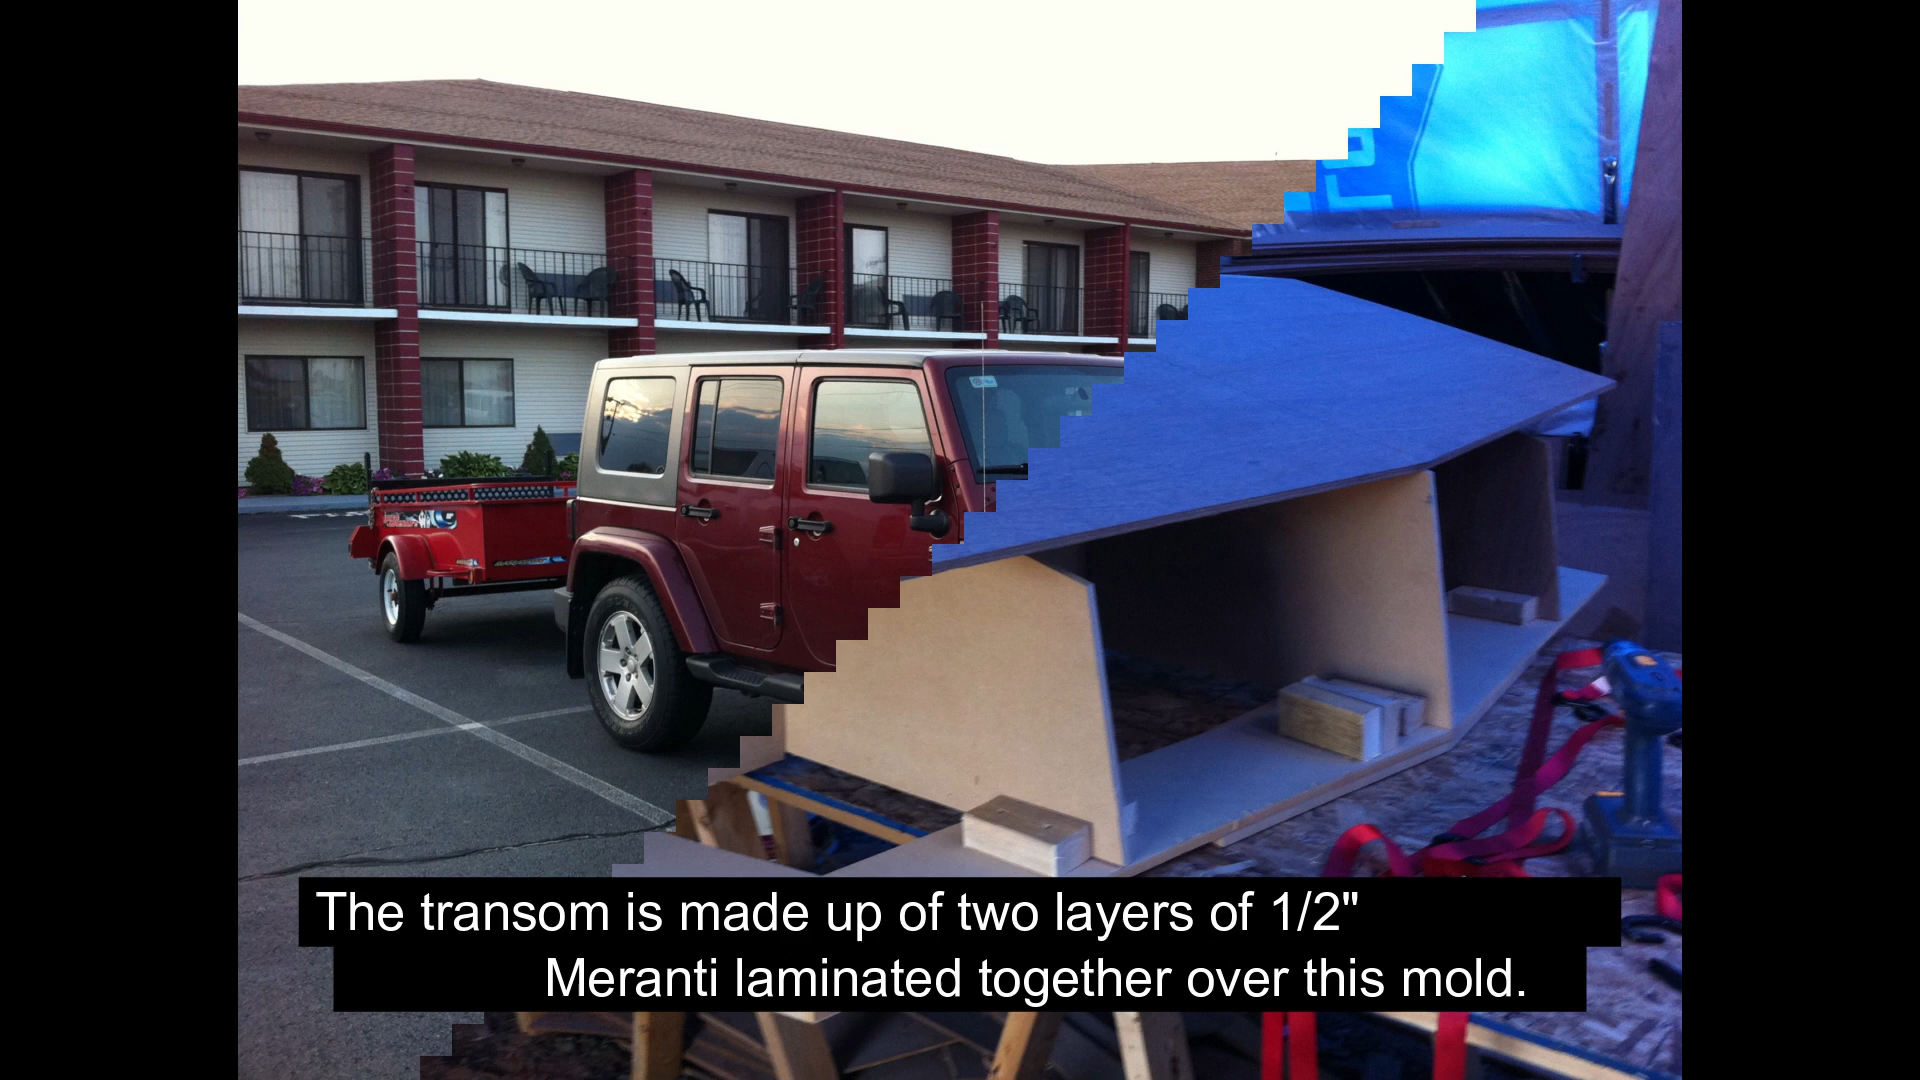 The transom is made up of two layers of 1/2"
Meranti laminated together over this mold.